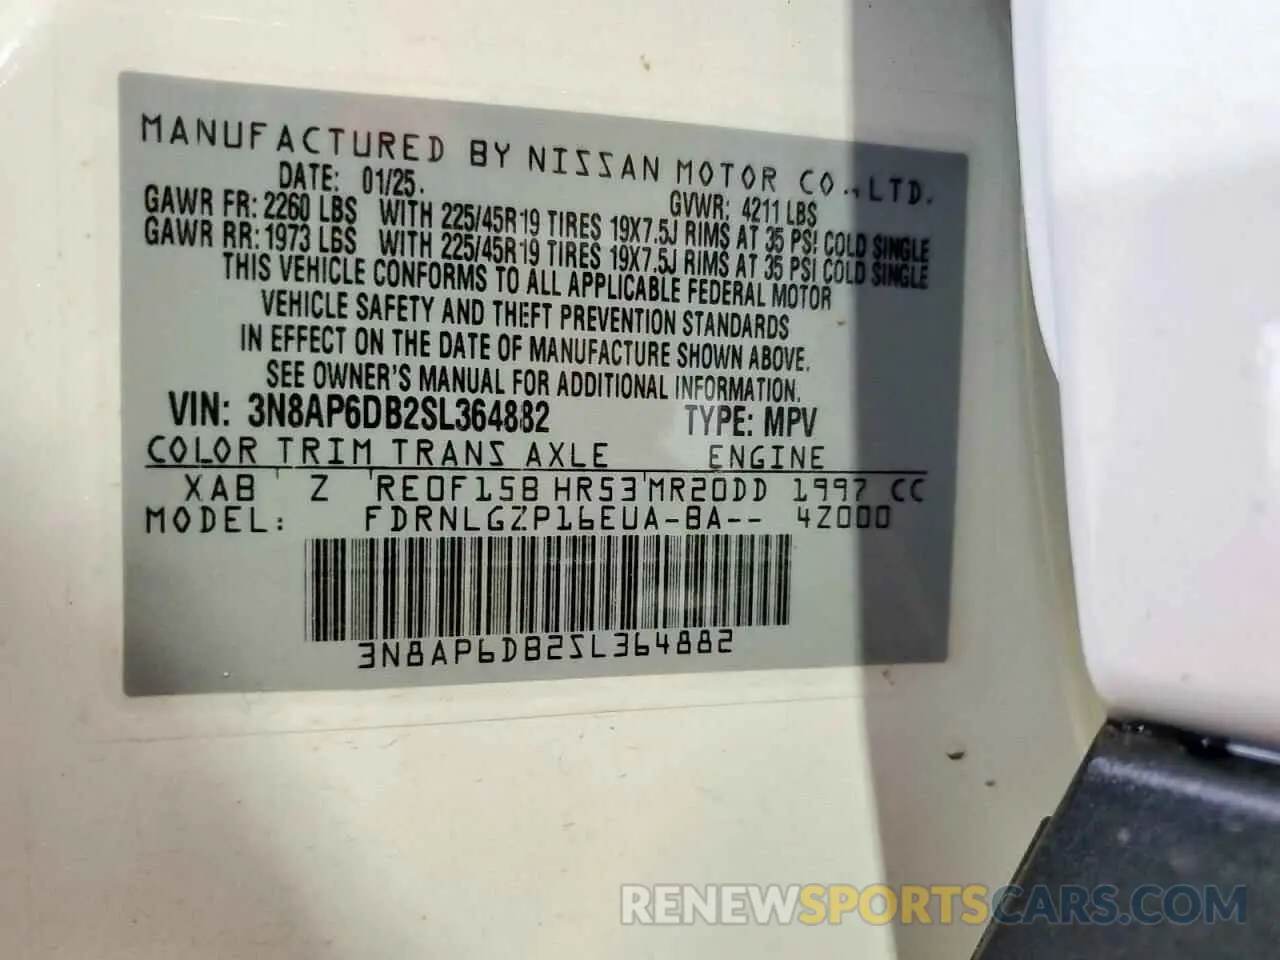 MANUFACTURED BY NISSAN MOTOR CO., LTD.
DATE: 01/25. GVWR: 4211 LBS
GAWR FR: 2260 LBS WITH 225/45R19 TIRES 19X7.5J RIMS AT 35 PSI COLD SINGLE
GAWR RR: 1973 LBS WITH 225/45R19 TIRES 19X7.5J RIMS AT 35 PSI COLD SINGLE
THIS VEHICLE CONFORMS TO ALL APPLICABLE FEDERAL MOTOR
VEHICLE SAFETY AND THEFT PREVENTION STANDARDS
IN EFFECT ON THE DATE OF MANUFACTURE SHOWN ABOVE.
SEE OWNER'S MANUAL FOR ADDITIONAL INFORMATION.
VIN: 3N8AP6DB2SL364882 TYPE: MPV
COLOR TRIM TRANS AXLE ENGINE
XAB Z RE0F15B HR53 MR20DD 1997 CC
MODEL: FDRNLGZP16EUA-BA-- 4Z000
3N8AP6DB2SL364882
RENEWSPORTSCARS.COM